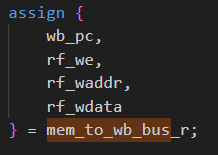 assign {
wb_pc,
rf_we,
rf_waddr,
rf_wdata
} = mem_to_wb_bus_r;